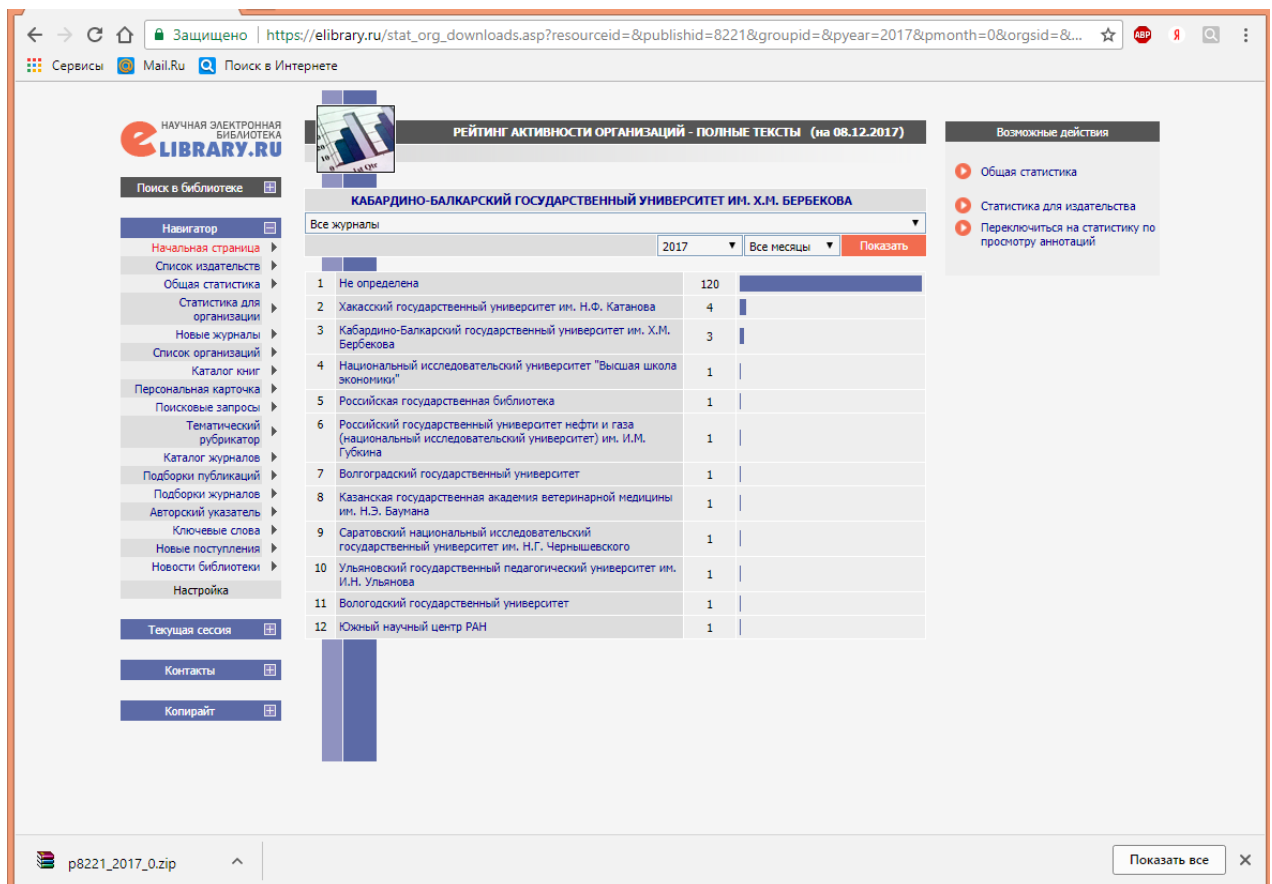 Защищено | https://elibrary.ru/stat_org_downloads.asp?resourceid=&publishid=8221&groupid=&pyear=2017&pmonth=0&orgsid=&...
ABP
Я
Сервисы
@ Mail.Ru
Поиск в Интернете
НАУЧНАЯ ЭЛЕКТРОННАЯ
БИБЛИОТЕКА
eLIBRARY.RU
Поиск в библиотеке
Навигатор
Начальная страница
Список издательств
Общая статистика
Статистика для
организации
Новые журналы
Список организаций
Каталог книг
Персональная карточка
Поисковые запросы
Тематический
рубрикатор
Каталог журналов
Подборки публикаций
Подборки журналов
Авторский указатель
Ключевые слова
Новые поступления
Новости библиотеки
Настройка
Текущая сессия
Контакты
Копирайт
20
10
0
1st Qtr
РЕЙТИНГ АКТИВНОСТИ ОРГАНИЗАЦИЙ - ПОЛНЫЕ ТЕКСТЫ (на 08.12.2017)
КАБАРДИНО-БАЛКАРСКИЙ ГОСУДАРСТВЕННЫЙ УНИВЕРСИТЕТ ИМ. Х.М. БЕРБЕКОВА
Все журналы
2017
Все месяцы
Показать
1 Не определена 120
2 Хакасский государственный университет им. Н.Ф. Катанова 4
3 Кабардино-Балкарский государственный университет им. Х.М.
Бербекова 3
4 Национальный исследовательский университет "Высшая школа
экономики" 1
5 Российская государственная библиотека 1
6 Российский государственный университет нефти и газа
(национальный исследовательский университет) им. И.М. 1
Губкина
7 Волгоградский государственный университет 1
8 Казанская государственная академия ветеринарной медицины
им. Н.Э. Баумана 1
9 Саратовский национальный исследовательский
государственный университет им. Н.Г. Чернышевского 1
10 Ульяновский государственный педагогический университет им.
И.Н. Ульянова 1
11 Вологодский государственный университет 1
12 Южный научный центр РАН 1
Возможные действия
Общая статистика
Статистика для издательства
Переключиться на статистику по
просмотру аннотаций
p8221_2017_0.zip
Показать все